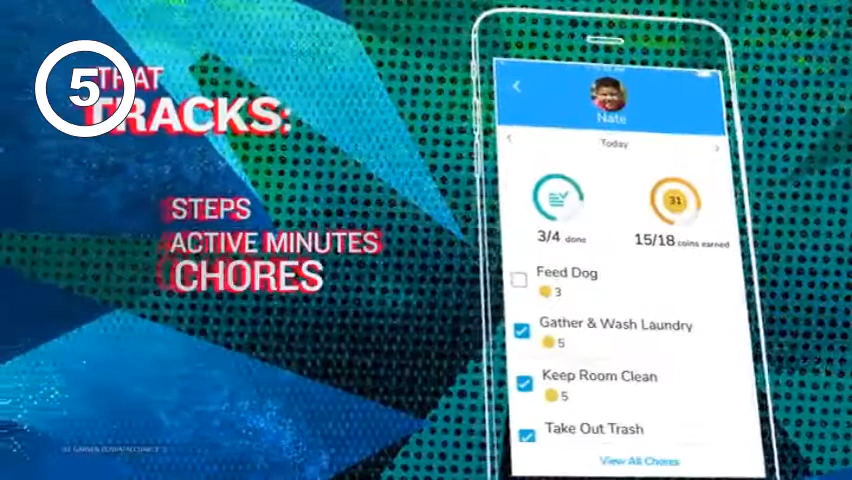 5
THAT
TRACKS:
STEPS
ACTIVE MINUTES
CHORES
Nate
Today
31
3/4 done
15/18 coins earned
Feed Dog
3
Gather & Wash Laundry
5
Keep Room Clean
5
Take Out Trash
View All Chores